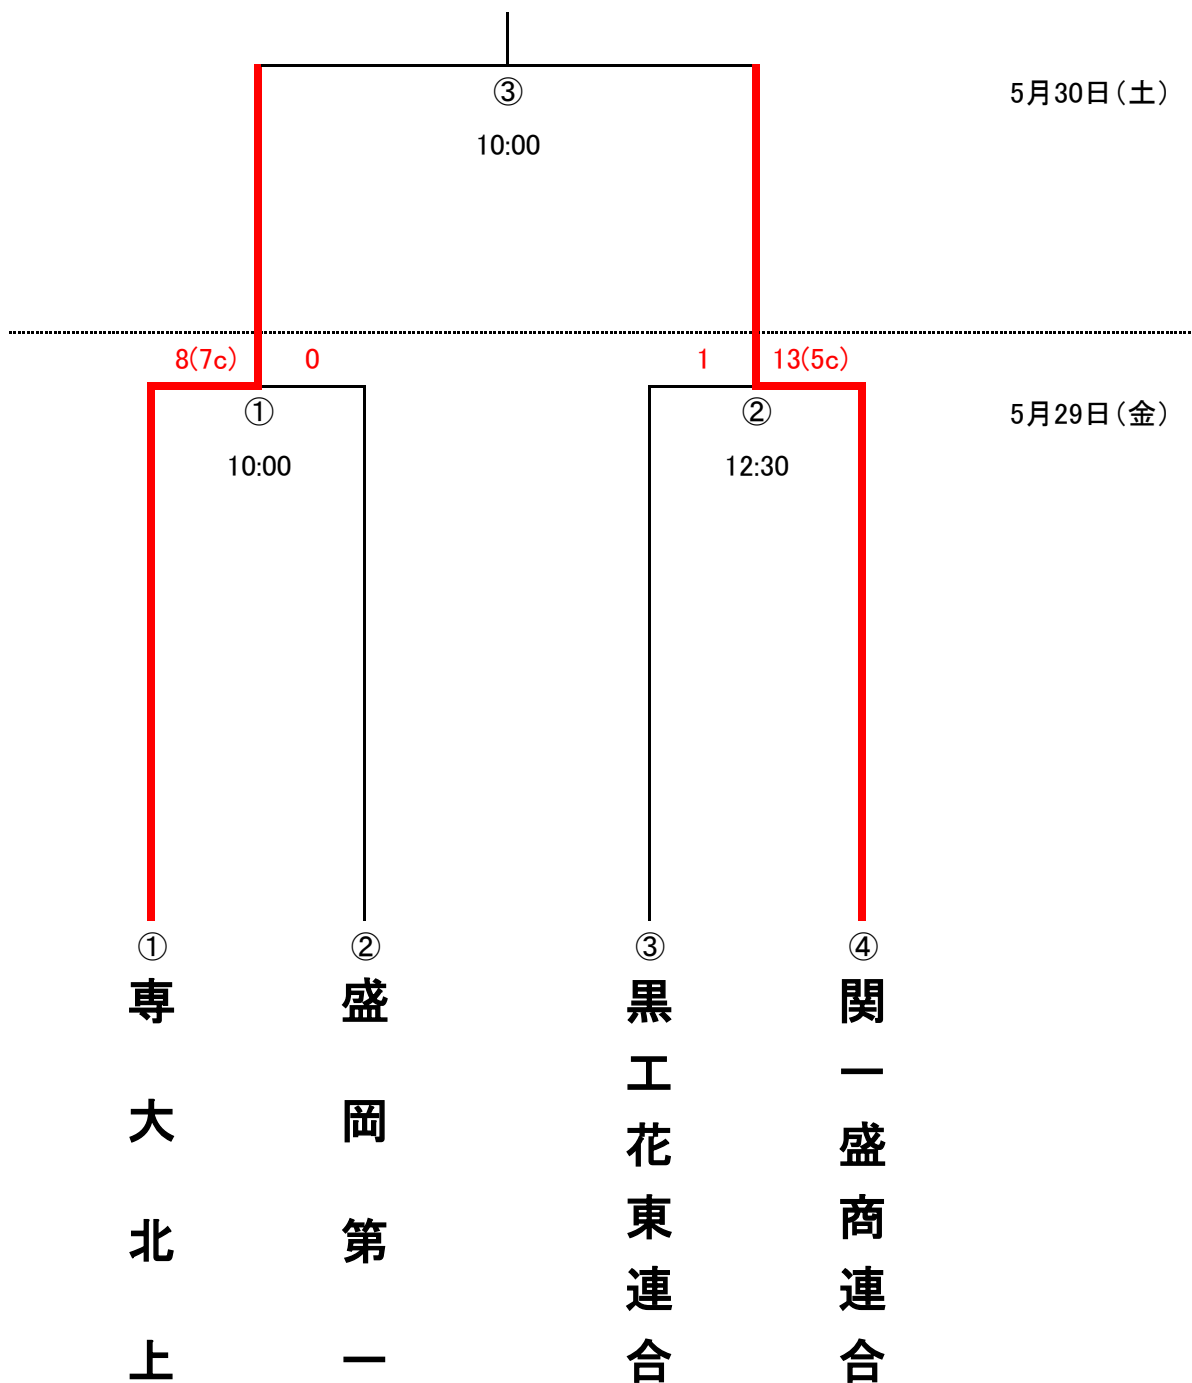 ③
5月30日(土)
10:00
8(7c) 0
1 13(5c)
①
②
5月29日(金)
10:00
12:30
① ② ③ ④
専大北上
盛岡第一
黒工花東連合
関一盛商連合